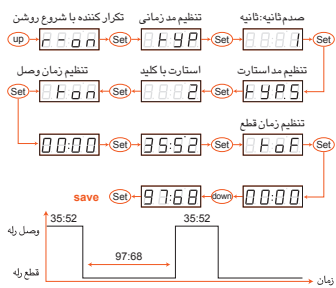 تکرار کننده با شروع روشن
تنظیم مد زمانی
صدم ثانیه:ثانیه
up r-on Set tYP Set 1 Set
تنظیم زمان وصل
استارت با کلید
تنظیم مد استارت
Set ton Set 2 Set tYP.S
تنظیم زمان قطع
00:00 Set 35:52 Set toF Set
save Set 97:68 down 00:00
35:52 35:52
وصل رله
97:68
قطع رله
زمان